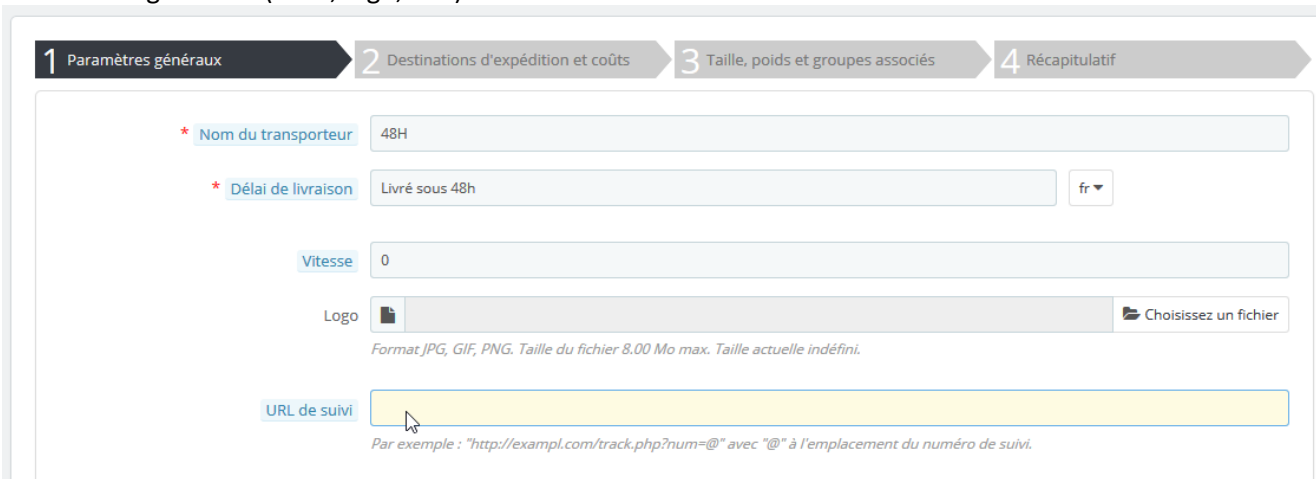 1 Paramètres généraux 2 Destinations d'expédition et coûts 3 Taille, poids et groupes associés 4 Récapitulatif
* Nom du transporteur 48H
* Délai de livraison Livré sous 48h fr
Vitesse 0
Logo Choisissez un fichier
Format JPG, GIF, PNG. Taille du fichier 8.00 Mo max. Taille actuelle indéfini.
URL de suivi
Par exemple : "http://exampl.com/track.php?num=@" avec "@" à l'emplacement du numéro de suivi.